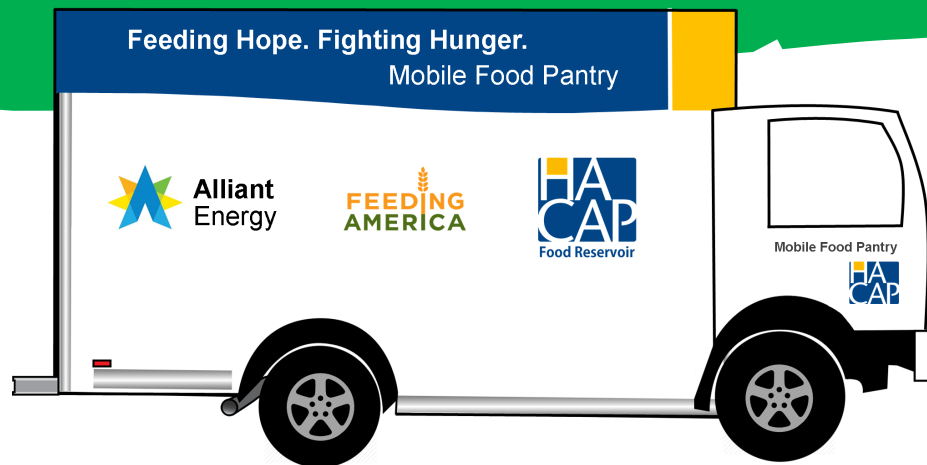 Feeding Hope. Fighting Hunger.
Mobile Food Pantry
Alliant
Energy
FEEDING
AMERICA
HA
CAP
Food Reservoir
Mobile Food Pantry
HA
CAP